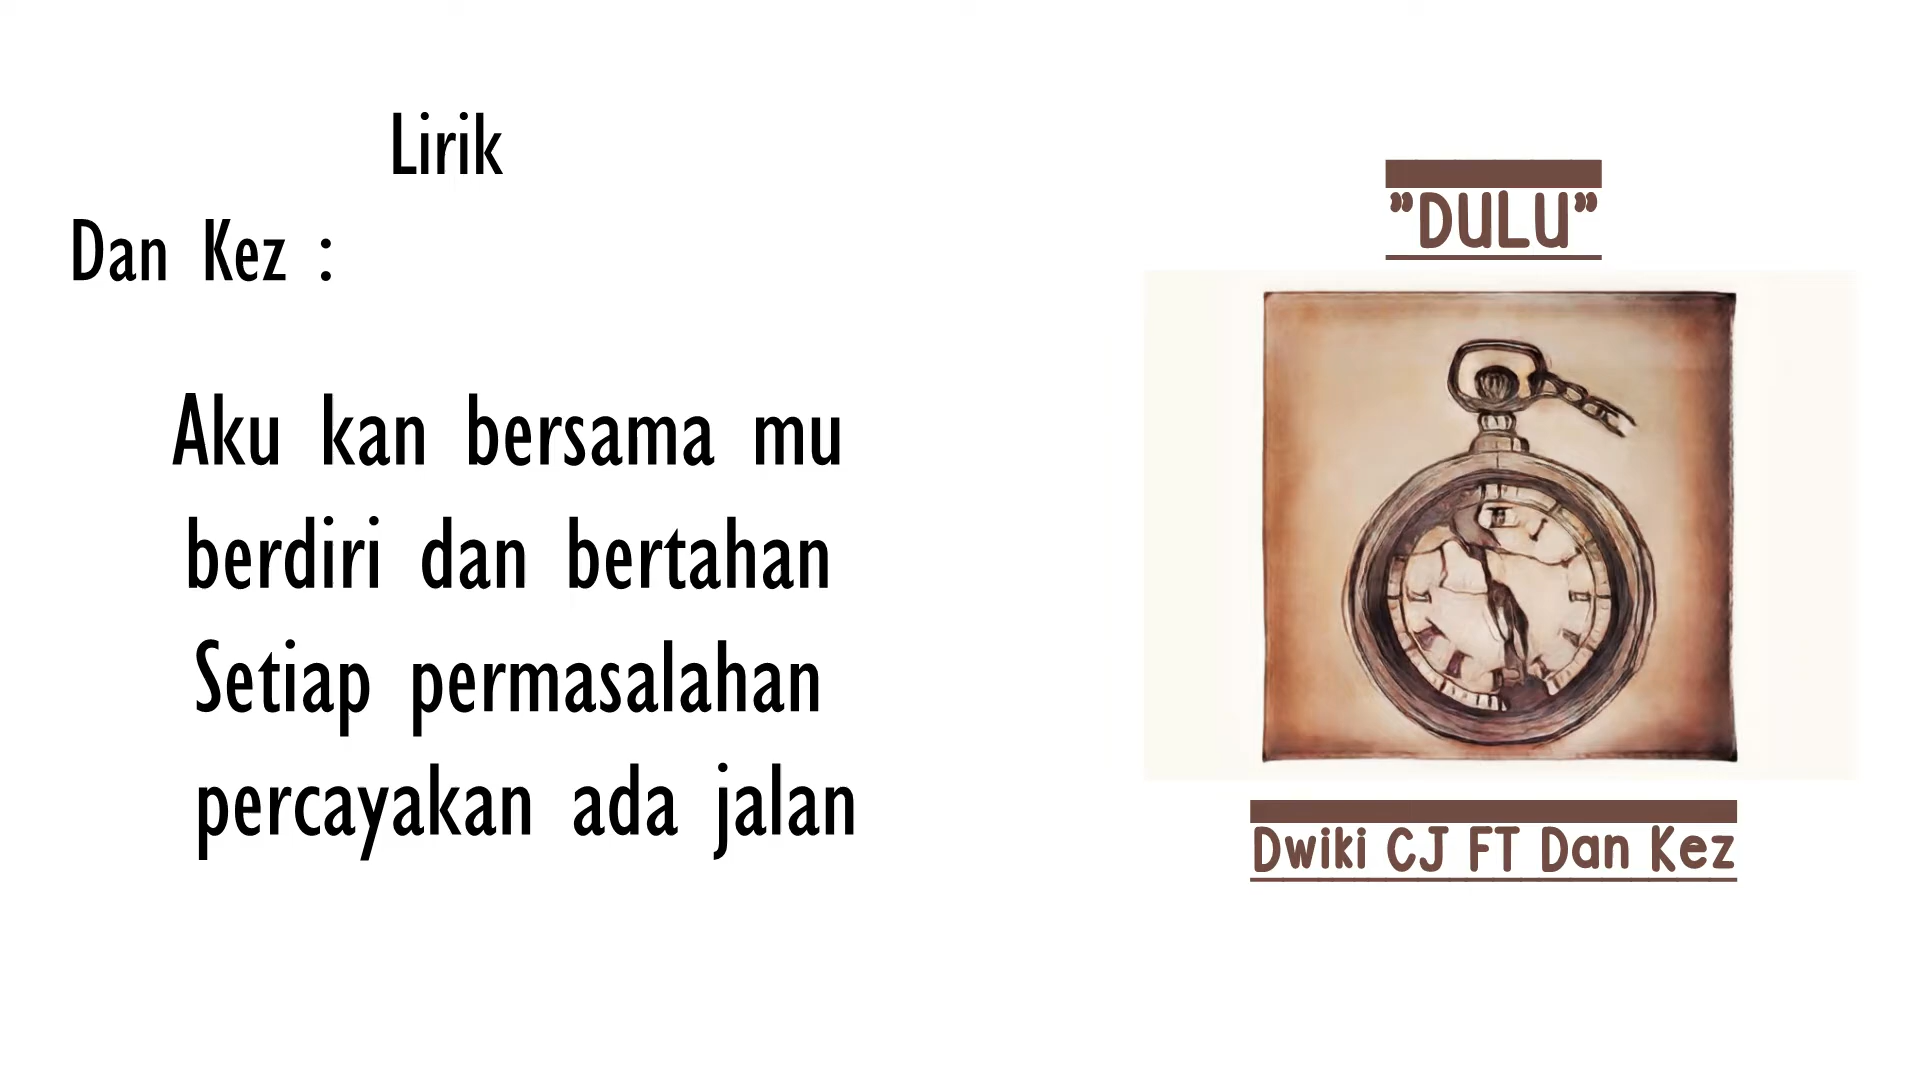 Lirik
Dan Kez :
Aku kan bersama mu
berdiri dan bertahan
Setiap permasalahan
percayakan ada jalan
”DULU”
Dwiki CJ FT Dan Kez